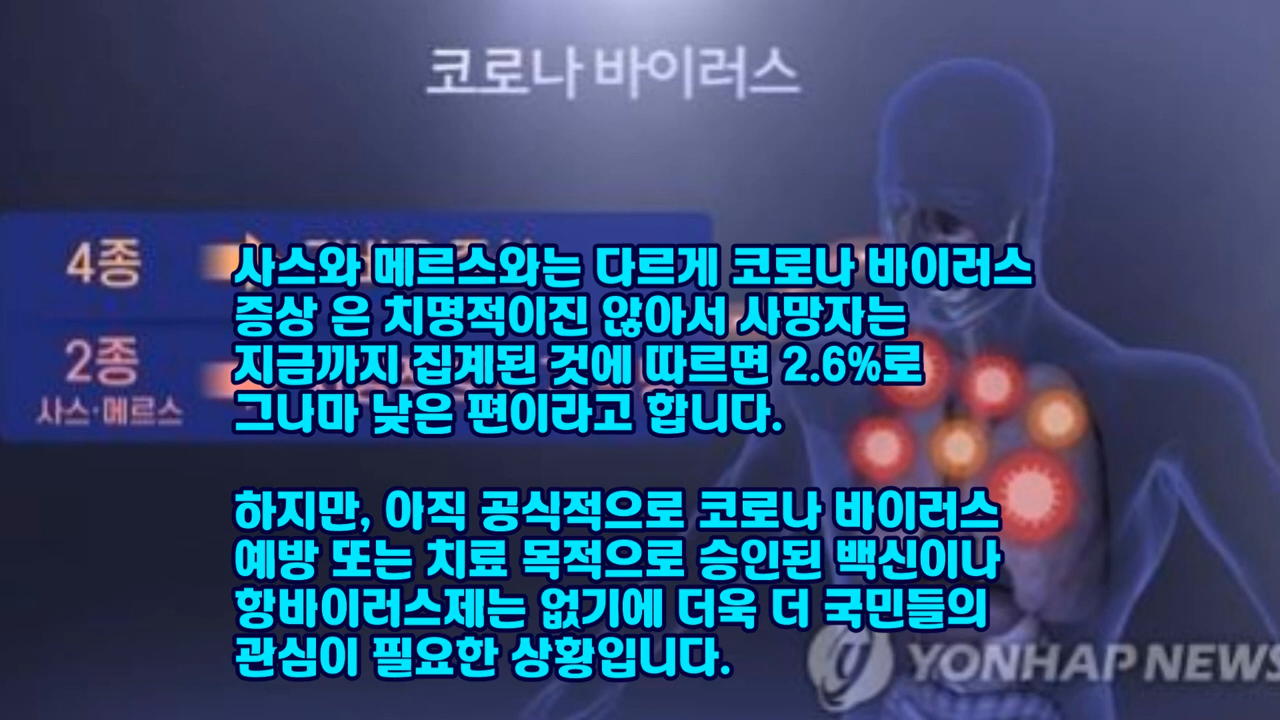 코로나 바이러스
4종
2종
사스·메르스
사스와 메르스와는 다르게 코로나 바이러스
증상 은 치명적이진 않아서 사망자는
지금까지 집계된 것에 따르면 2.6%로
그나마 낮은 편이라고 합니다.
하지만, 아직 공식적으로 코로나 바이러스
예방 또는 치료 목적으로 승인된 백신이나
항바이러스제는 없기에 더욱 더 국민들의
관심이 필요한 상황입니다.
YONHAP NEWS